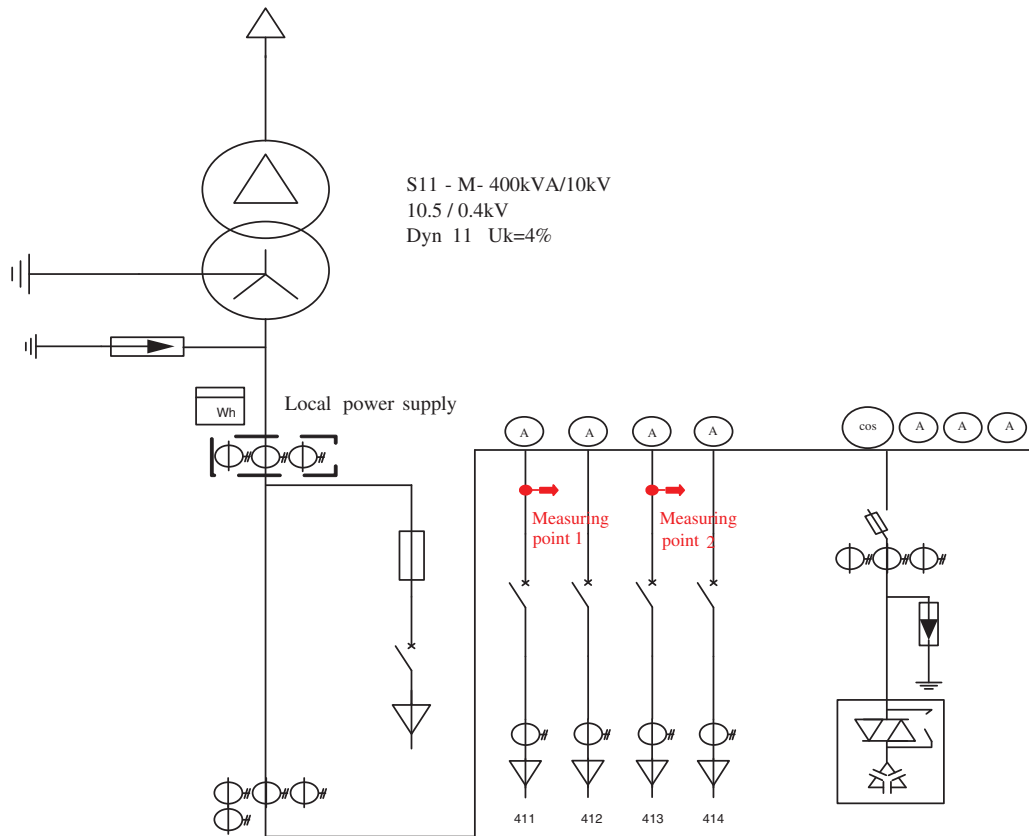 S11 - M- 400kVA/10kV
10.5 / 0.4kV
Dyn 11 Uk=4%
Wh
Local power supply
A
A
A
A
cos
A
A
A
Measuring
point 1
Measuring
point 2
411
412
413
414